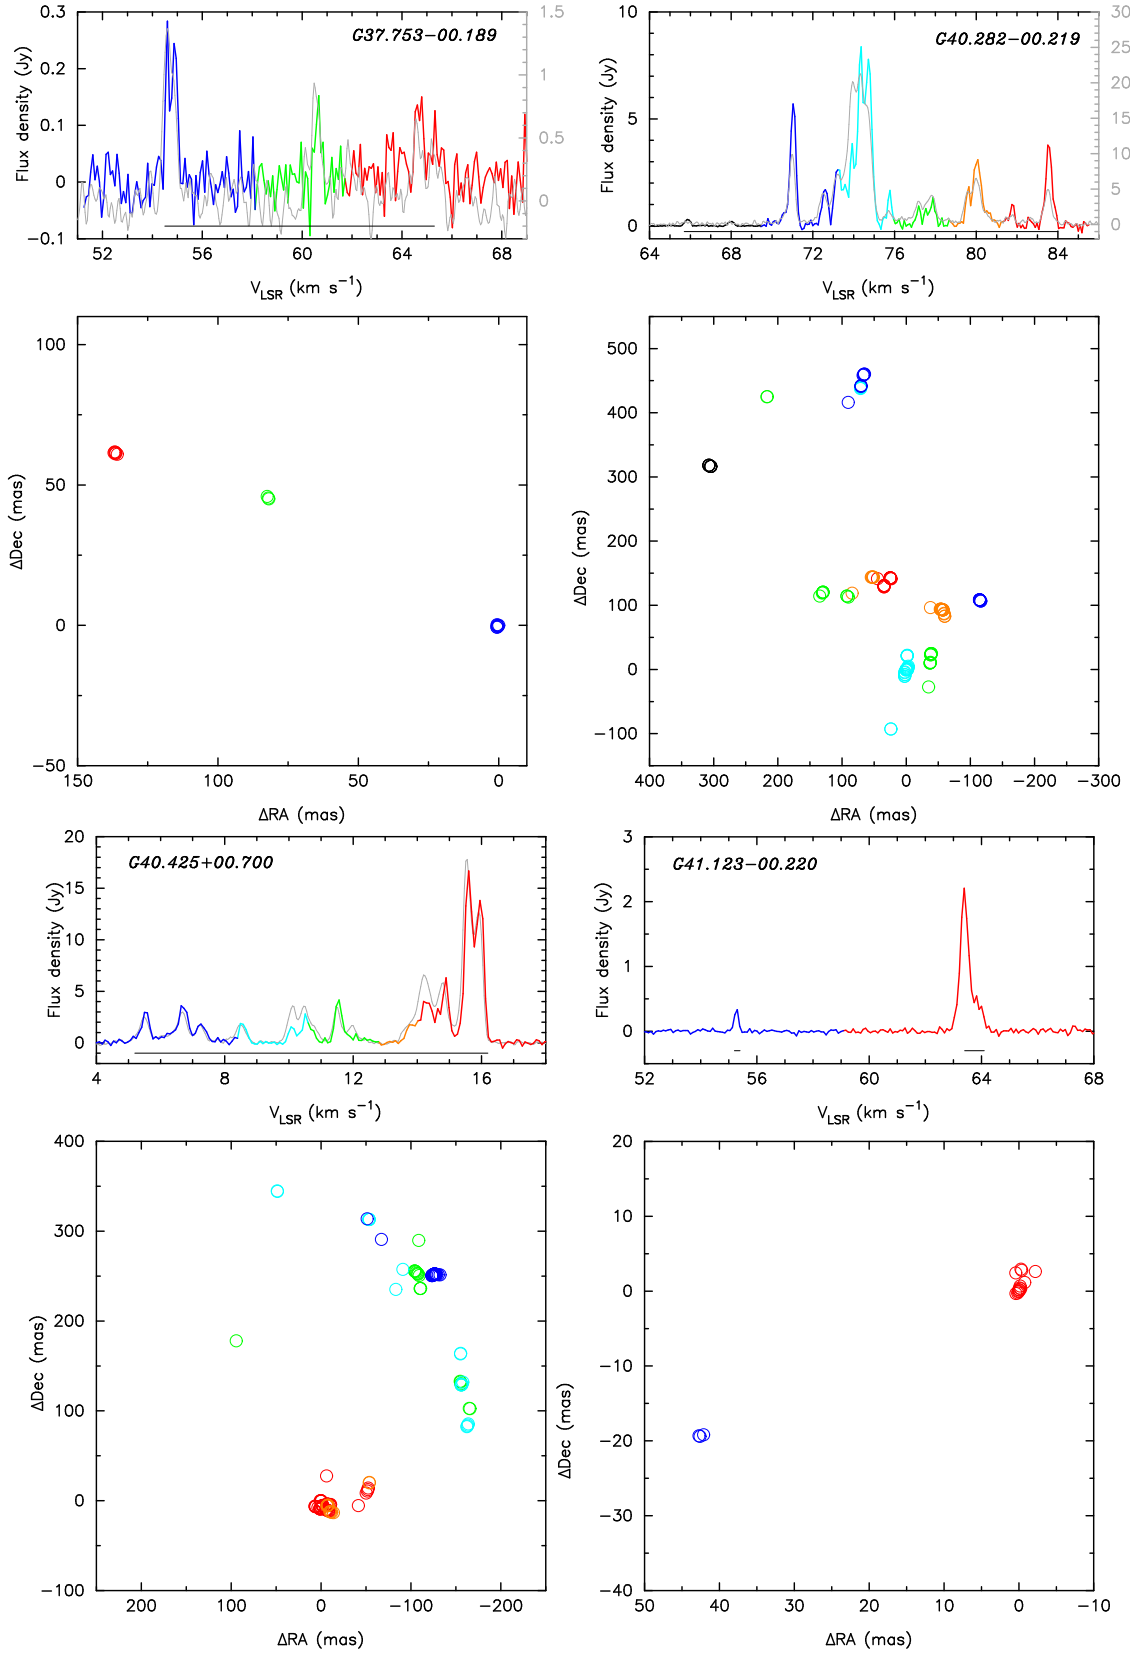 G37.753−00.189
Flux density (Jy)
0.3
0.2
0.1
0
−0.1
1.5
1
0.5
0
52 56 60 64 68
V_LSR (km s⁻¹)
G40.282−00.219
Flux density (Jy)
10
5
0
30
25
20
15
10
5
0
64 68 72 76 80 84
V_LSR (km s⁻¹)
ΔDec (mas)
100
50
0
−50
150 100 50 0
ΔRA (mas)
ΔDec (mas)
500
400
300
200
100
0
−100
400 300 200 100 0 −100 −200 −300
ΔRA (mas)
G40.425+00.700
Flux density (Jy)
20
15
10
5
0
4 8 12 16
V_LSR (km s⁻¹)
G41.123−00.220
Flux density (Jy)
3
2
1
0
52 56 60 64 68
V_LSR (km s⁻¹)
ΔDec (mas)
400
300
200
100
0
−100
200 100 0 −100 −200
ΔRA (mas)
ΔDec (mas)
20
10
0
−10
−20
−30
−40
50 40 30 20 10 0 −10
ΔRA (mas)